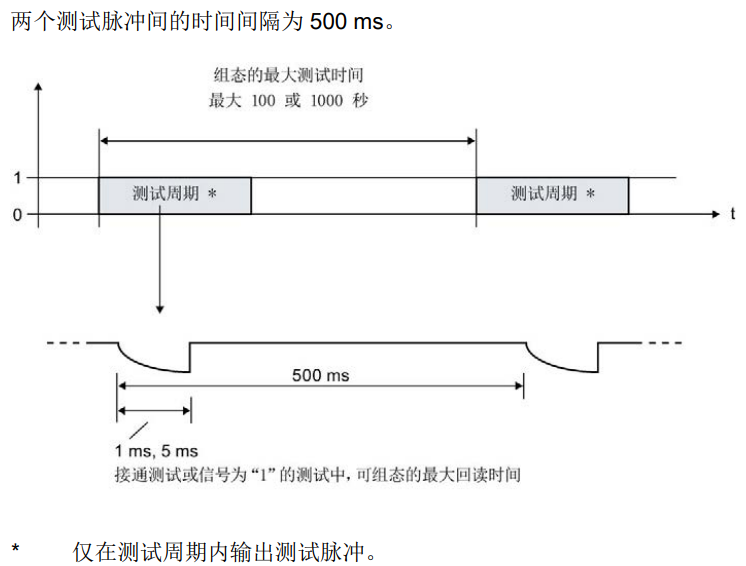 两个测试脉冲间的时间间隔为 500 ms。
组态的最大测试时间
最大 100 或 1000 秒
1
测试周期 *
测试周期 *
0
t
500 ms
1 ms, 5 ms
接通测试或信号为“1”的测试中，可组态的最大回读时间
* 仅在测试周期内输出测试脉冲。